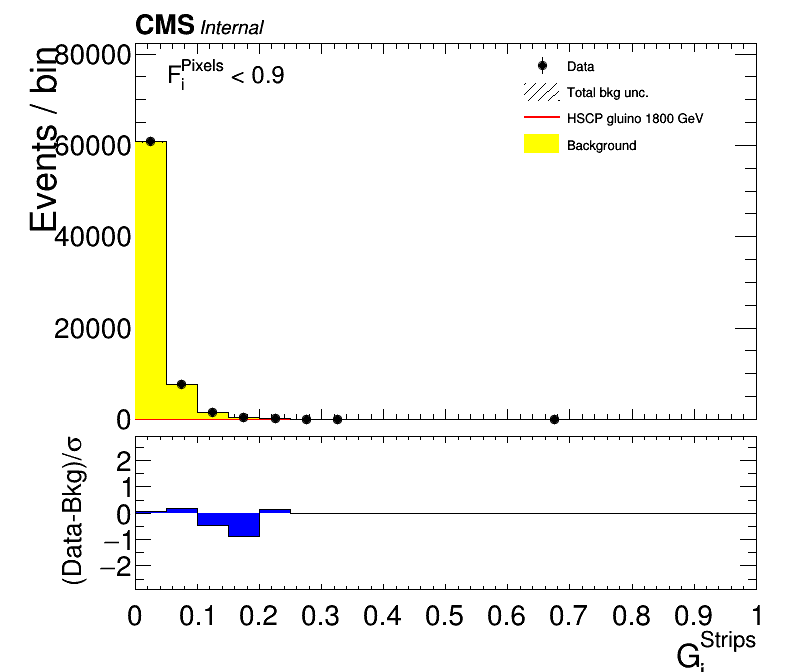 CMS Internal
80000
60000
40000
20000
0
Events / bin
F_i^Pixels < 0.9
Data
Total bkg unc.
HSCP gluino 1800 GeV
Background
2
1
0
−1
−2
(Data-Bkg)/σ
0 0.1 0.2 0.3 0.4 0.5 0.6 0.7 0.8 0.9 1
G_i^Strips